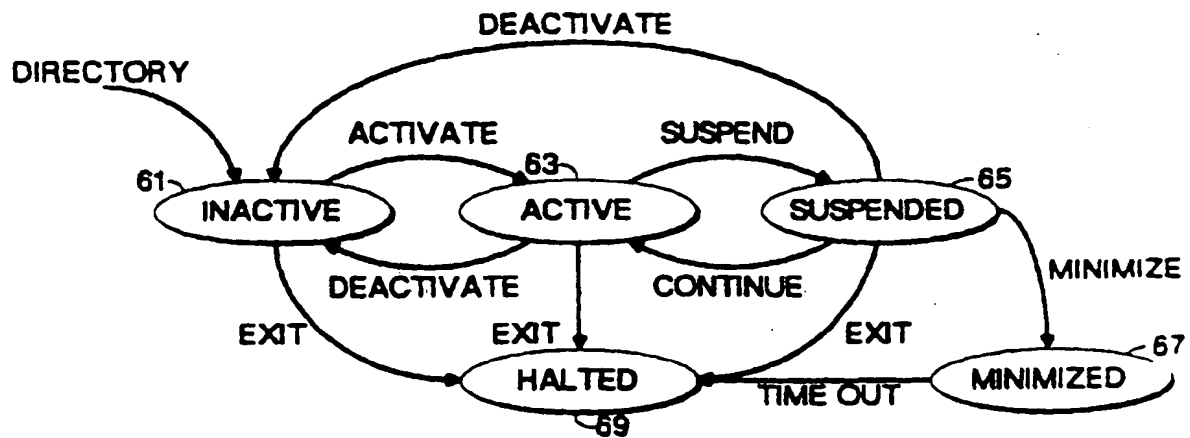 DEACTIVATE
DIRECTORY
ACTIVATE
SUSPEND
61
63
65
INACTIVE
ACTIVE
SUSPENDED
DEACTIVATE
CONTINUE
MINIMIZE
EXIT
EXIT
EXIT
67
HALTED
TIME OUT
MINIMIZED
69